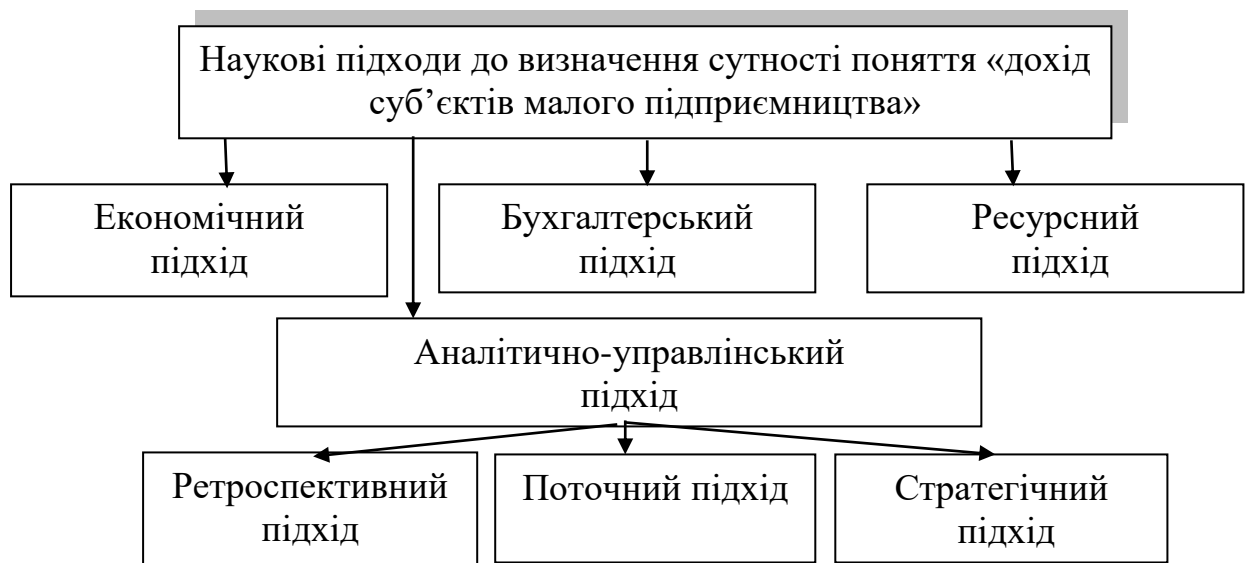 Наукові підходи до визначення сутності поняття «дохід
суб’єктів малого підприємництва»
Економічний
підхід
Бухгалтерський
підхід
Ресурсний
підхід
Аналітично-управлінський
підхід
Ретроспективний
підхід
Поточний підхід
Стратегічний
підхід